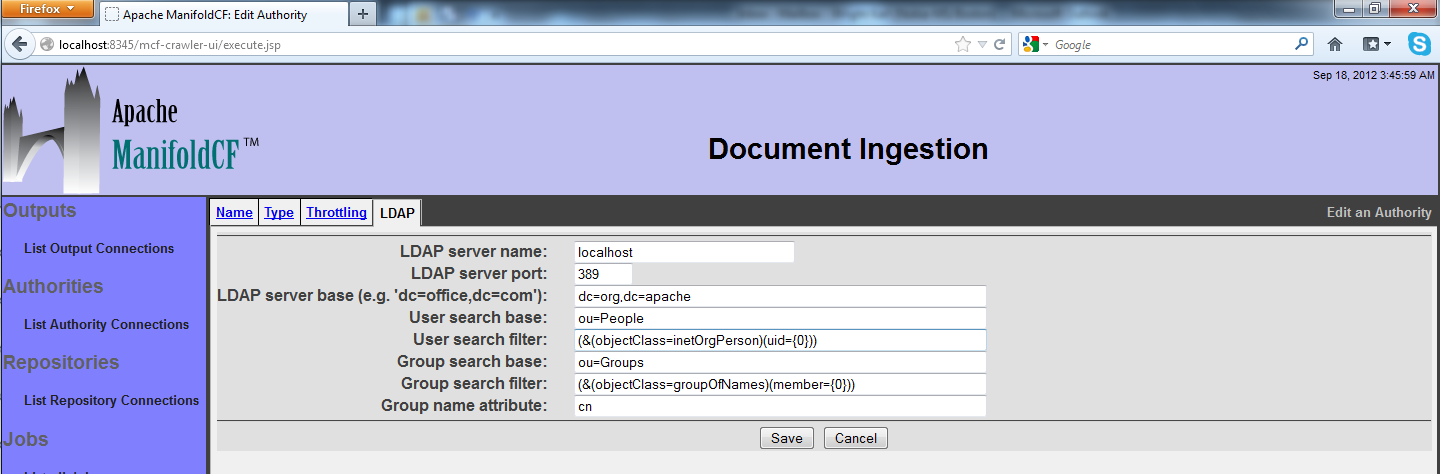 Firefox
Apache ManifoldCF: Edit Authority
localhost:8345/mcf-crawler-ui/execute.jsp
Google
Sep 18, 2012 3:45:59 AM
Apache
ManifoldCF™
Document Ingestion
Outputs
List Output Connections
Authorities
List Authority Connections
Repositories
List Repository Connections
Jobs
Name Type Throttling LDAP
Edit an Authority
LDAP server name: localhost
LDAP server port: 389
LDAP server base (e.g. 'dc=office,dc=com'): dc=org,dc=apache
User search base: ou=People
User search filter: (&(objectClass=inetOrgPerson)(uid={0}))
Group search base: ou=Groups
Group search filter: (&(objectClass=groupOfNames)(member={0}))
Group name attribute: cn
Save Cancel